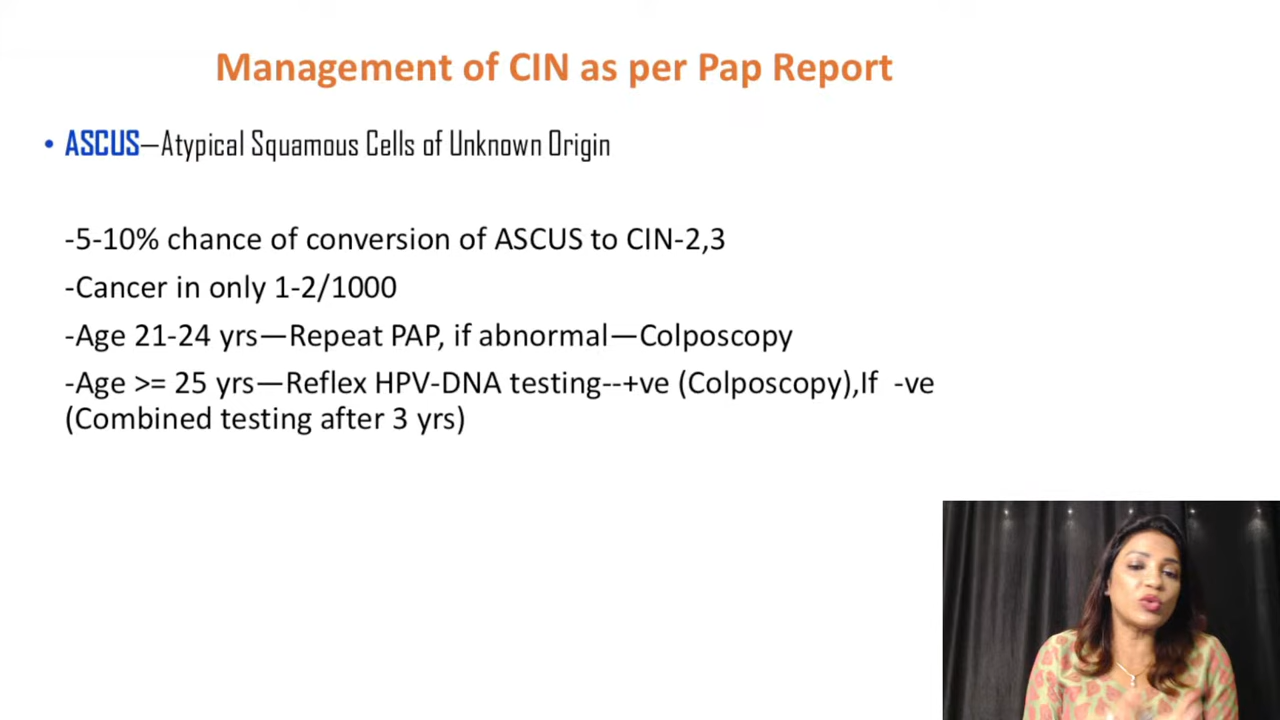 Management of CIN as per Pap Report
• ASCUS—Atypical Squamous Cells of Unknown Origin
-5-10% chance of conversion of ASCUS to CIN-2,3
-Cancer in only 1-2/1000
-Age 21-24 yrs—Repeat PAP, if abnormal—Colposcopy
-Age >= 25 yrs—Reflex HPV-DNA testing--+ve (Colposcopy),If -ve
(Combined testing after 3 yrs)